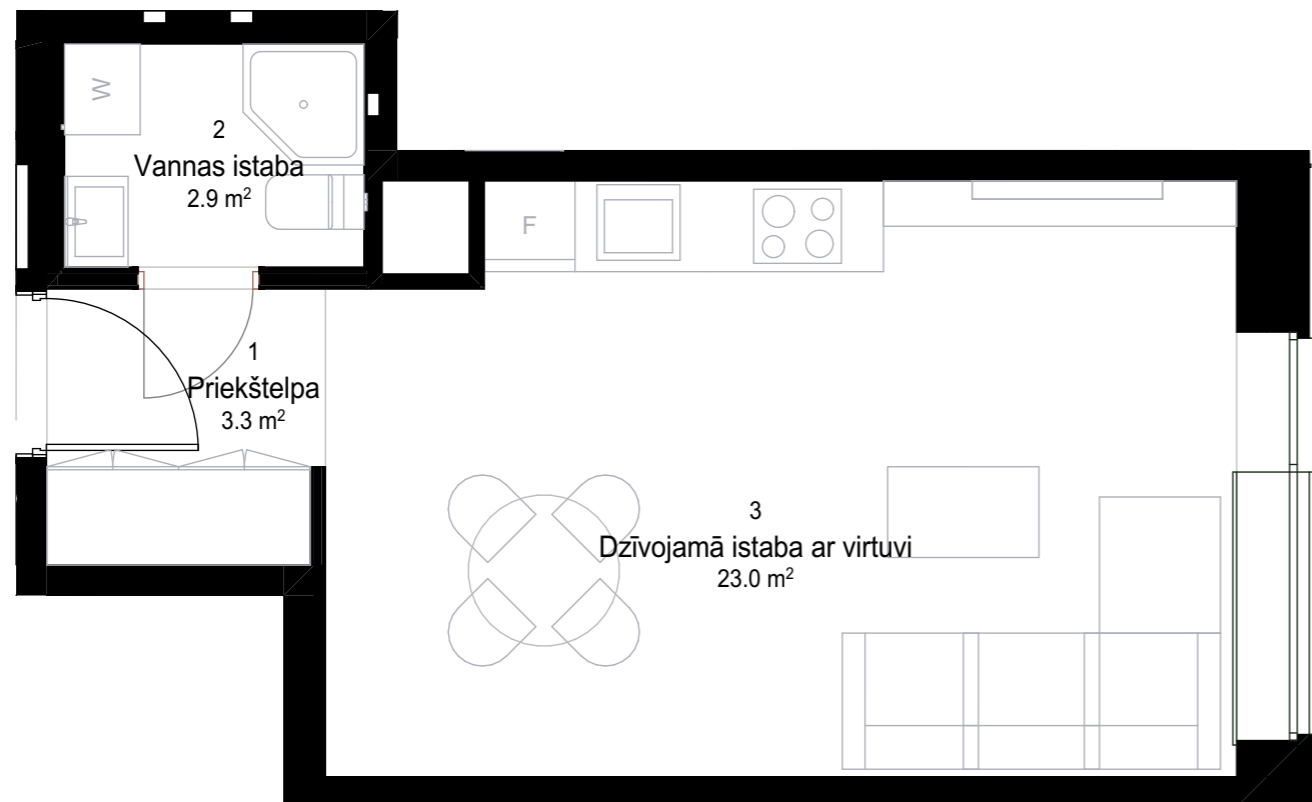 W
2
Vannas istaba
2.9 m²
F
1
Priekštelpa
3.3 m²
3
Dzīvojamā istaba ar virtuvi
23.0 m²